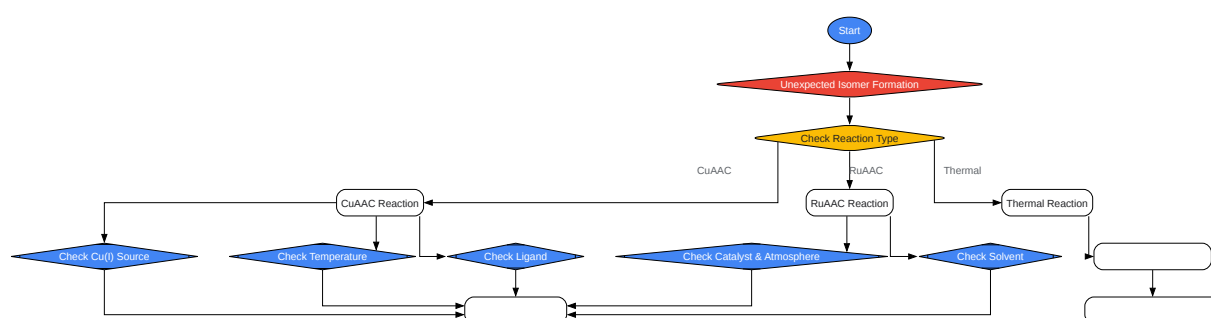 Start
Unexpected Isomer Formation
Check Reaction Type
CuAAC
RuAAC
Thermal
CuAAC Reaction
RuAAC Reaction
Thermal Reaction
Check Cu(I) Source
Check Temperature
Check Ligand
Check Catalyst & Atmosphere
Check Solvent